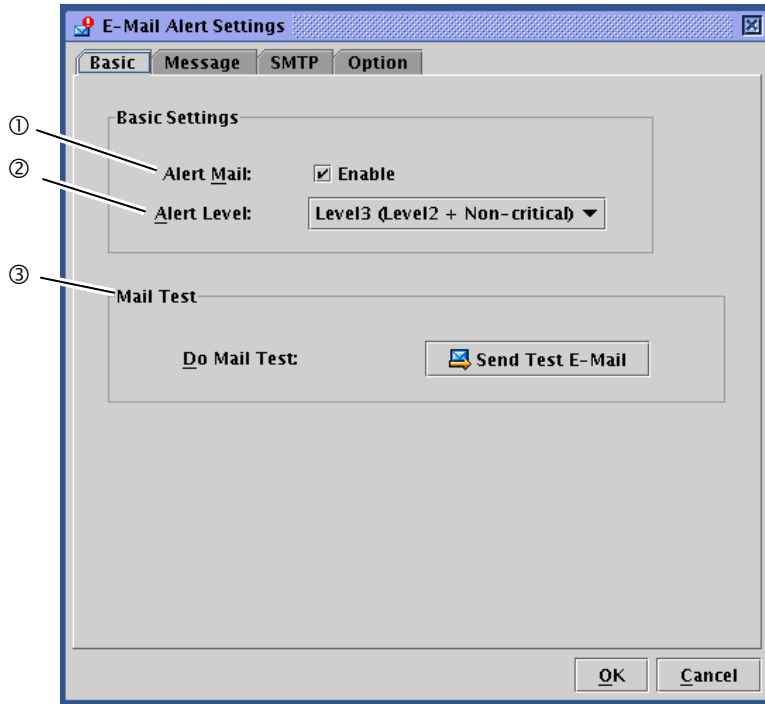 E-Mail Alert Settings
Basic Message SMTP Option
Basic Settings
① Alert Mail: Enable
② Alert Level: Level3 (Level2 + Non-critical)
③ Mail Test
Do Mail Test: Send Test E-Mail
OK Cancel